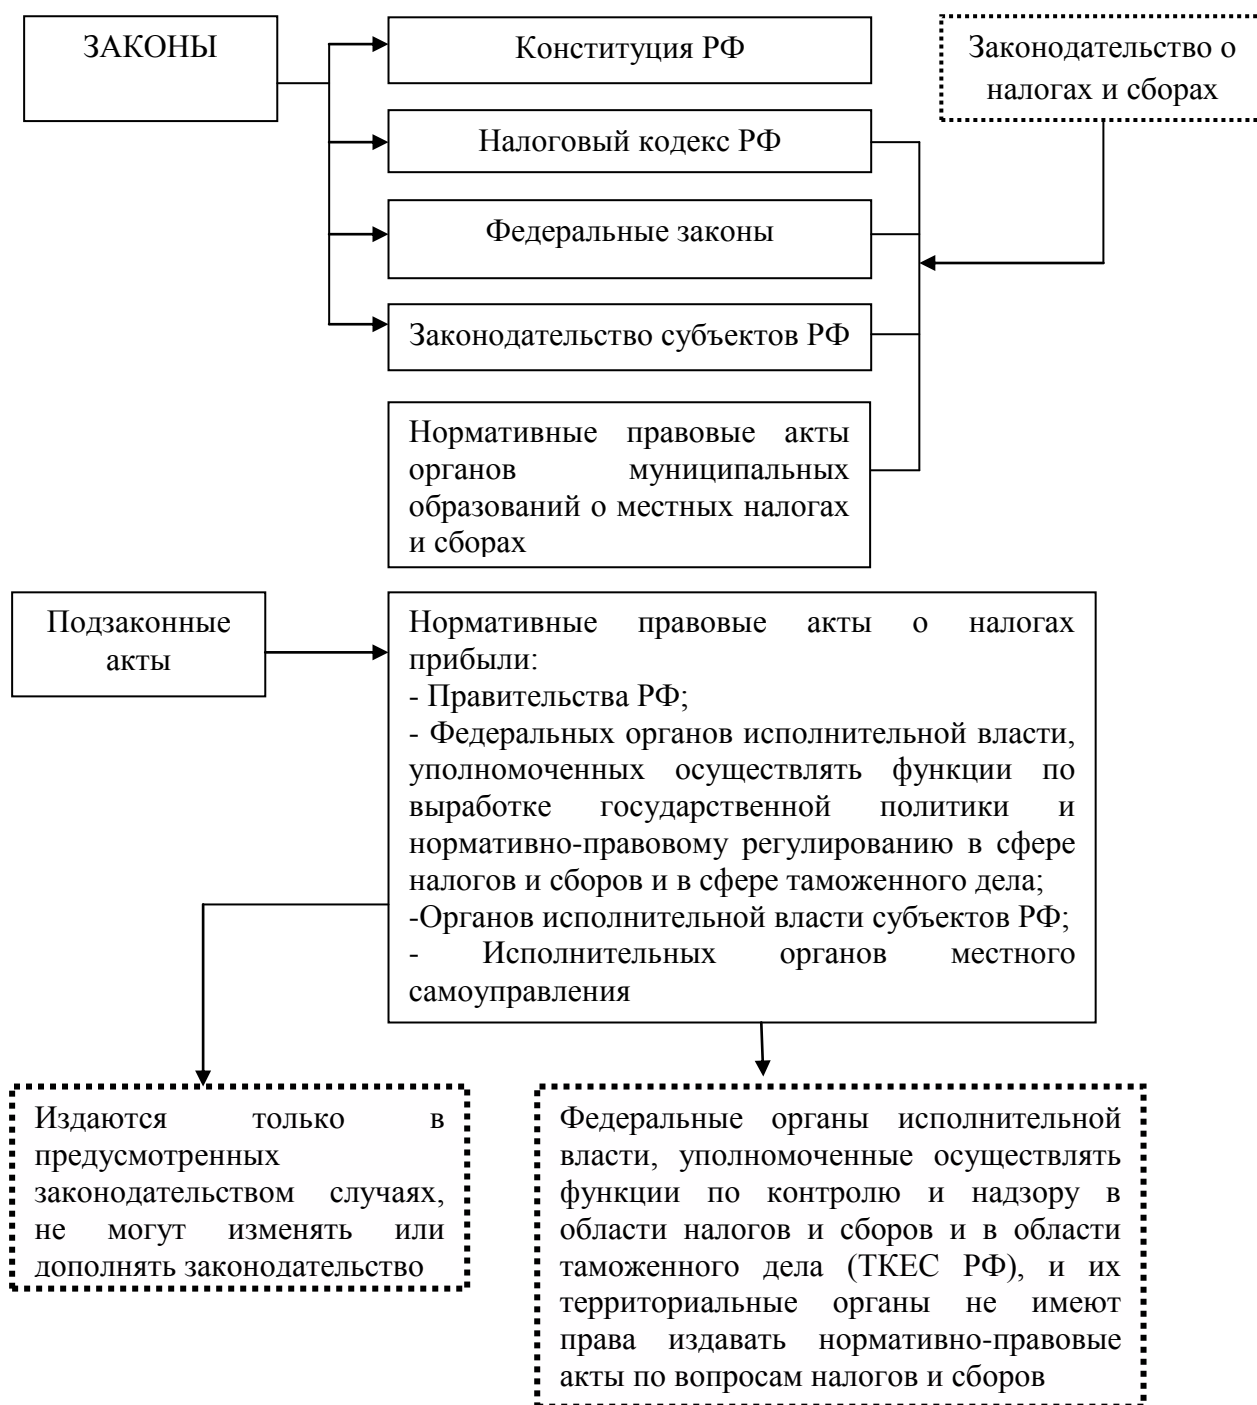 ЗАКОНЫ
Конституция РФ
Законодательство о
налогах и сборах
Налоговый кодекс РФ
Федеральные законы
Законодательство субъектов РФ
Нормативные правовые акты
органов муниципальных
образований о местных налогах
и сборах
Подзаконные
акты
Нормативные правовые акты о налогах
прибыли:
- Правительства РФ;
- Федеральных органов исполнительной власти,
уполномоченных осуществлять функции по
выработке государственной политики и
нормативно-правовому регулированию в сфере
налогов и сборов и в сфере таможенного дела;
-Органов исполнительной власти субъектов РФ;
- Исполнительных органов местного
самоуправления
Издаются только в
предусмотренных
законодательством случаях,
не могут изменять или
дополнять законодательство
Федеральные органы исполнительной
власти, уполномоченные осуществлять
функции по контролю и надзору в
области налогов и сборов и в области
таможенного дела (ТКЕС РФ), и их
территориальные органы не имеют
права издавать нормативно-правовые
акты по вопросам налогов и сборов